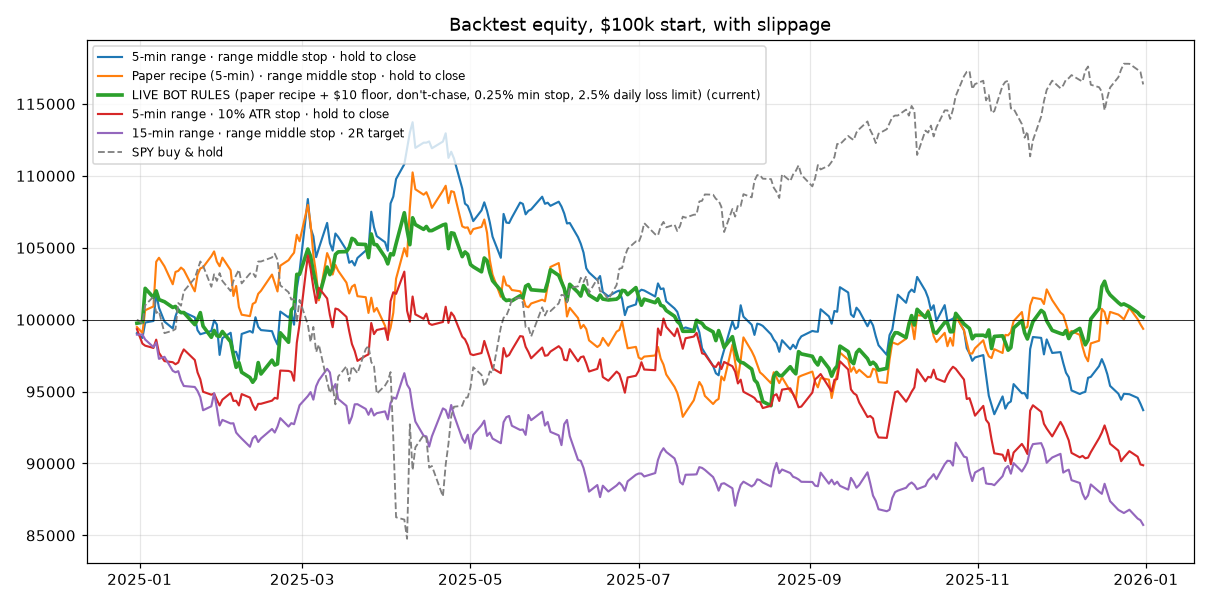 Backtest equity, $100k start, with slippage
5-min range · range middle stop · hold to close
Paper recipe (5-min) · range middle stop · hold to close
LIVE BOT RULES (paper recipe + $10 floor, don't-chase, 0.25% min stop, 2.5% daily loss limit) (current)
5-min range · 10% ATR stop · hold to close
15-min range · range middle stop · 2R target
SPY buy & hold
115000
110000
105000
100000
95000
90000
85000
2025-01
2025-03
2025-05
2025-07
2025-09
2025-11
2026-01